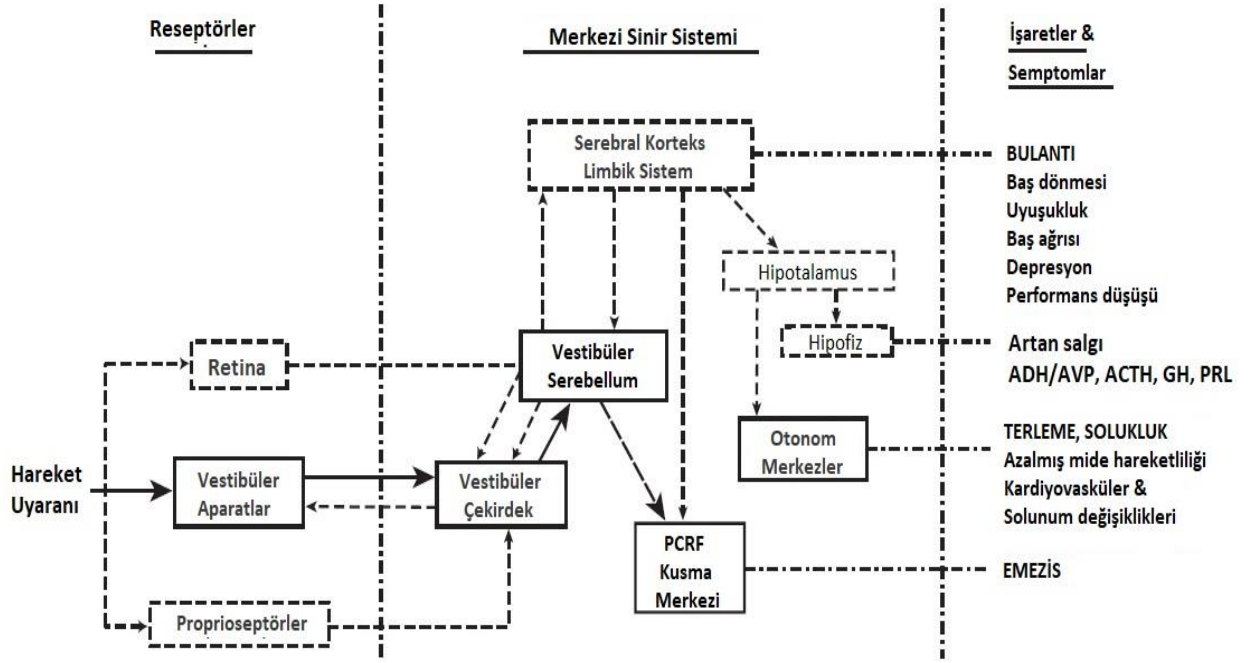 Reseptörler
Merkezi Sinir Sistemi
İşaretler &
Semptomlar
Serebral Korteks
Limbik Sistem
BULANTI
Baş dönmesi
Uyuşukluk
Baş ağrısı
Depresyon
Performans düşüşü
Hipotalamus
Hipofiz
Artan salgı
ADH/AVP, ACTH, GH, PRL
Retina
Vestibüler
Serebellum
Otonom
Merkezler
TERLEME, SOLUKLUK
Azalmış mide hareketliliği
Kardiyovasküler &
Solunum değişiklikleri
Hareket
Uyaranı
Vestibüler
Aparatlar
Vestibüler
Çekirdek
PCRF
Kusma
Merkezi
EMEZİS
Proprioseptörler